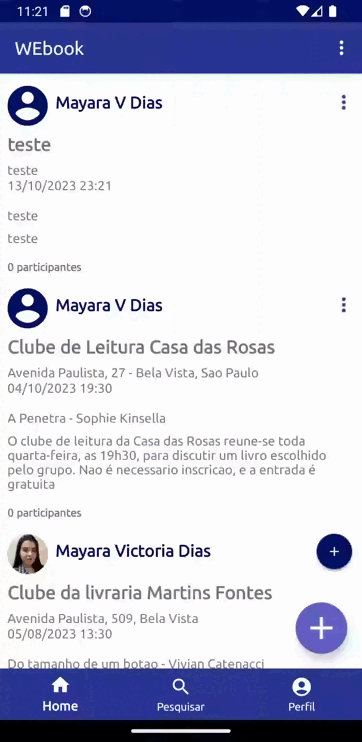 11:21
WEbook
Mayara V Dias
teste
teste
13/10/2023 23:21
teste
teste
0 participantes
Mayara V Dias
Clube de Leitura Casa das Rosas
Avenida Paulista, 27 - Bela Vista, Sao Paulo
04/10/2023 19:30
A Penetra - Sophie Kinsella
O clube de leitura da Casa das Rosas reune-se toda
quarta-feira, as 19h30, para discutir um livro escolhido
pelo grupo. Nao é necessario inscricao, e a entrada é
gratuita
0 participantes
Mayara Victoria Dias
Clube da livraria Martins Fontes
Avenida Paulista, 509, Bela Vista
05/08/2023 13:30
Do tamanho de um botao - Vivian Catenacci
Home
Pesquisar
Perfil